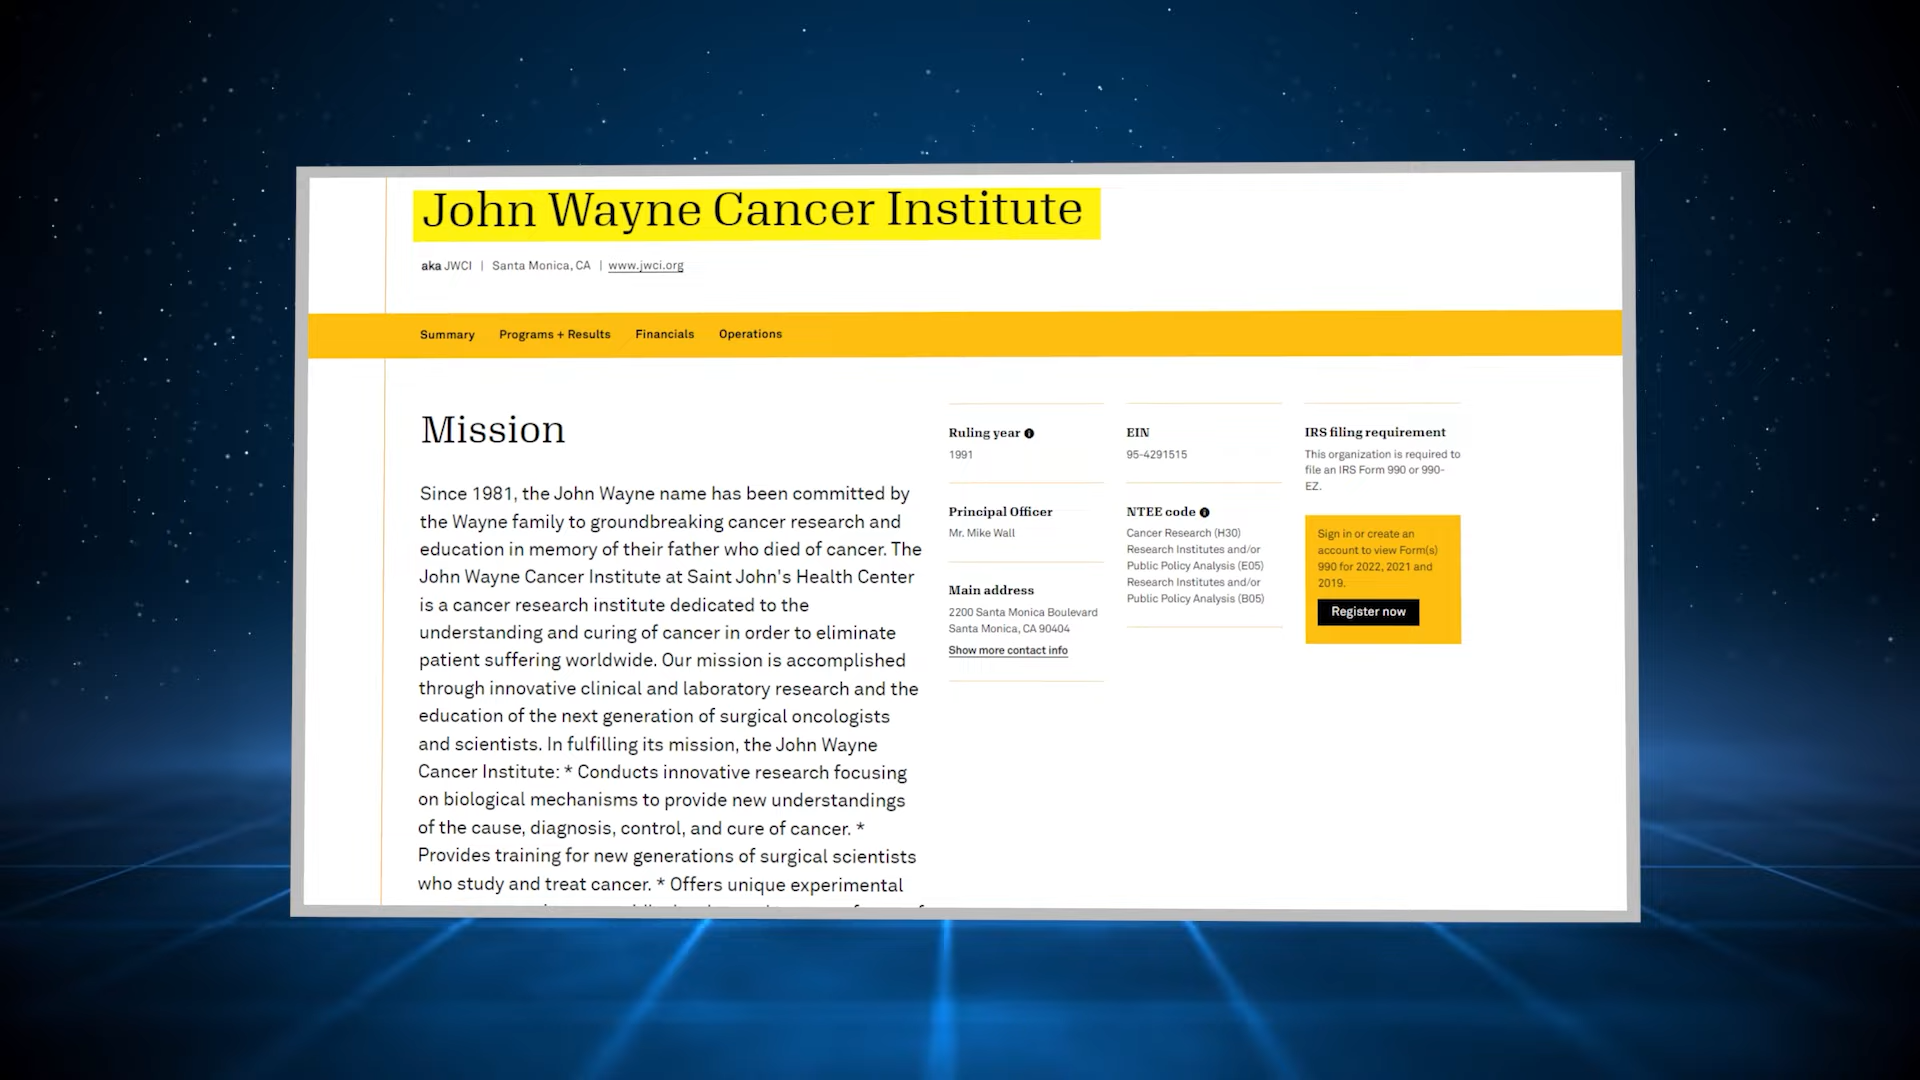 John Wayne Cancer Institute
aka JWCI | Santa Monica, CA | www.jwci.org
Summary Programs + Results Financials Operations
Mission
Since 1981, the John Wayne name has been committed by
the Wayne family to groundbreaking cancer research and
education in memory of their father who died of cancer. The
John Wayne Cancer Institute at Saint John's Health Center
is a cancer research institute dedicated to the
understanding and curing of cancer in order to eliminate
patient suffering worldwide. Our mission is accomplished
through innovative clinical and laboratory research and the
education of the next generation of surgical oncologists
and scientists. In fulfilling its mission, the John Wayne
Cancer Institute: * Conducts innovative research focusing
on biological mechanisms to provide new understandings
of the cause, diagnosis, control, and cure of cancer. *
Provides training for new generations of surgical scientists
who study and treat cancer. * Offers unique experimental
Ruling year
1991
Principal Officer
Mr. Mike Wall
Main address
2200 Santa Monica Boulevard
Santa Monica, CA 90404
Show more contact info
EIN
95-4291515
NTEE code
Cancer Research (H30)
Research Institutes and/or
Public Policy Analysis (E05)
Research Institutes and/or
Public Policy Analysis (B05)
IRS filing requirement
This organization is required to
file an IRS Form 990 or 990-
EZ.
Sign in or create an
account to view Form(s)
990 for 2022, 2021 and
2019.
Register now